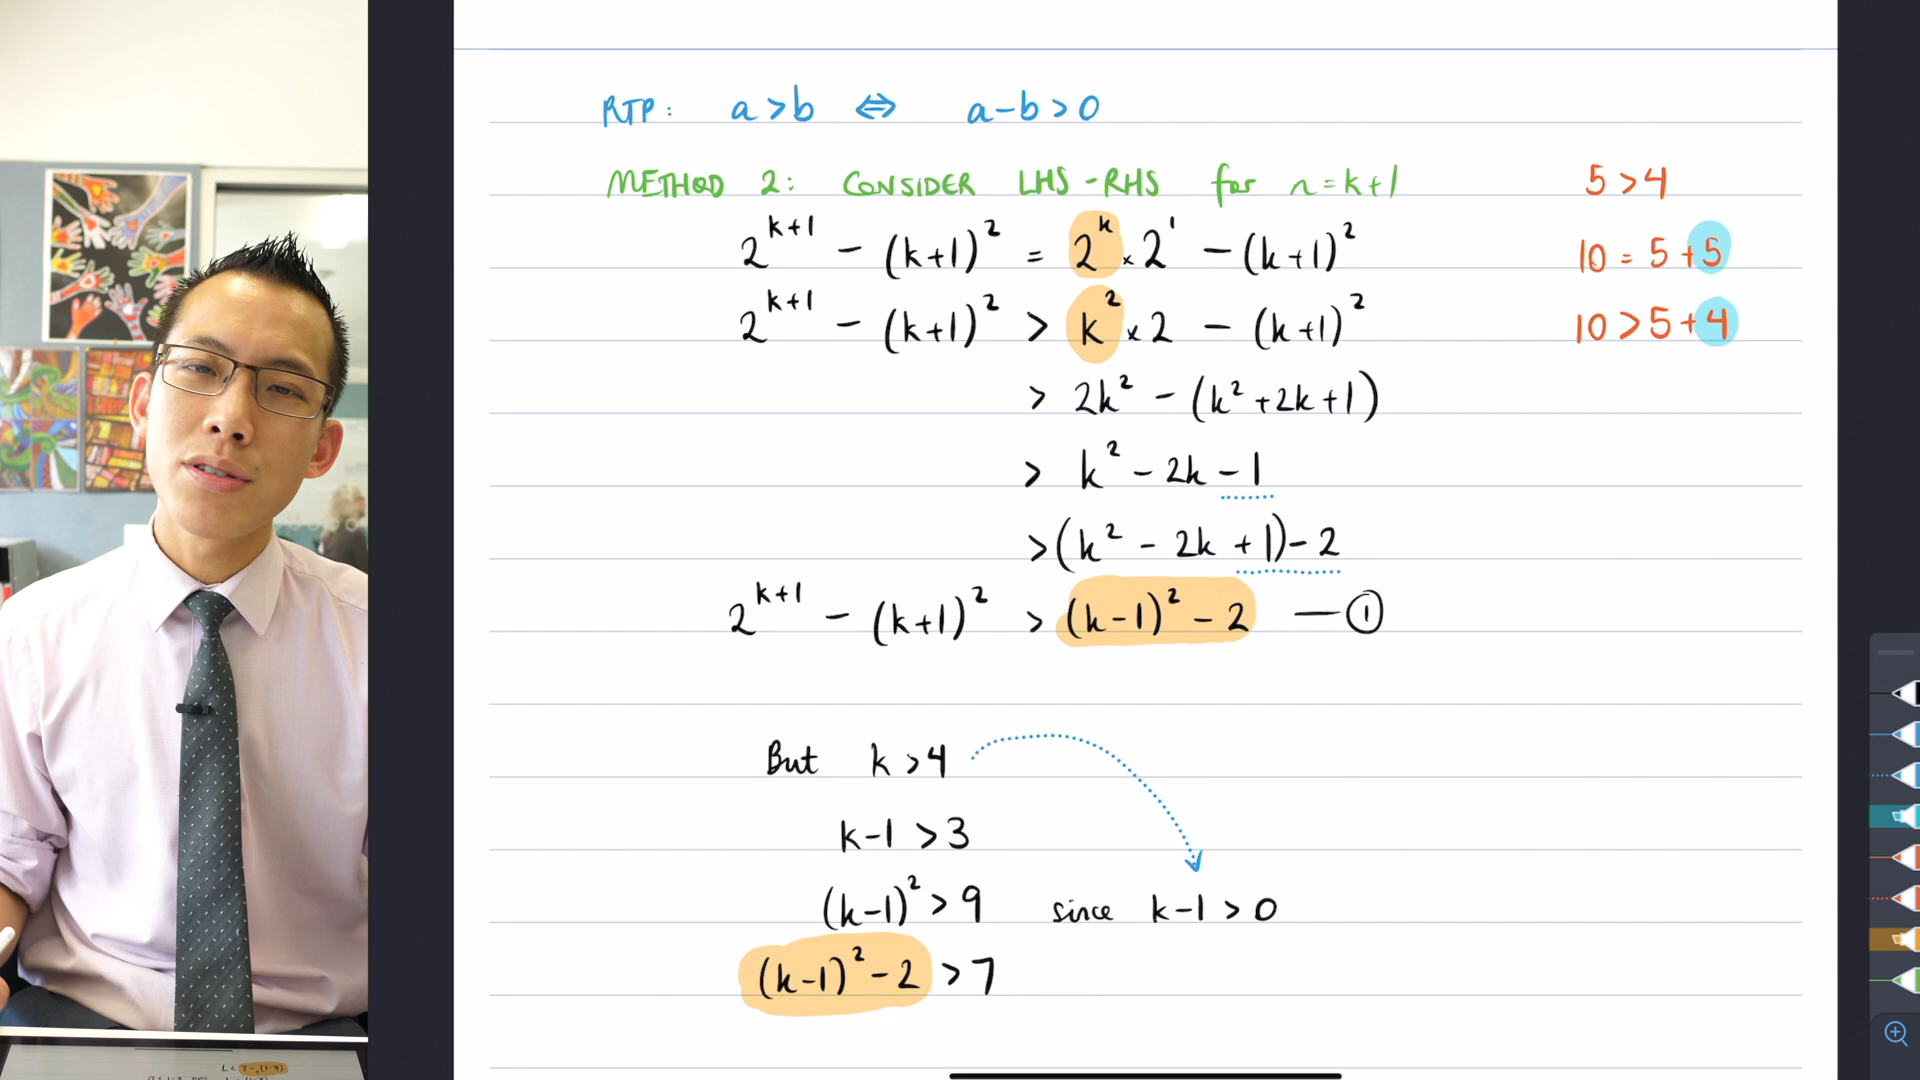 RTP: a > b ⇔ a - b > 0
METHOD 2: CONSIDER LHS - RHS for n = k+1
5 > 4
2^{k+1} - (k+1)^2 = 2^k × 2^1 - (k+1)^2
10 = 5 + 5
2^{k+1} - (k+1)^2 > k^2 × 2 - (k+1)^2
10 > 5 + 4
> 2k^2 - (k^2 + 2k + 1)
> k^2 - 2k - 1
> (k^2 - 2k + 1) - 2
2^{k+1} - (k+1)^2 > (k-1)^2 - 2 — ①
But k > 4
k - 1 > 3
(k-1)^2 > 9 since k - 1 > 0
(k-1)^2 - 2 > 7